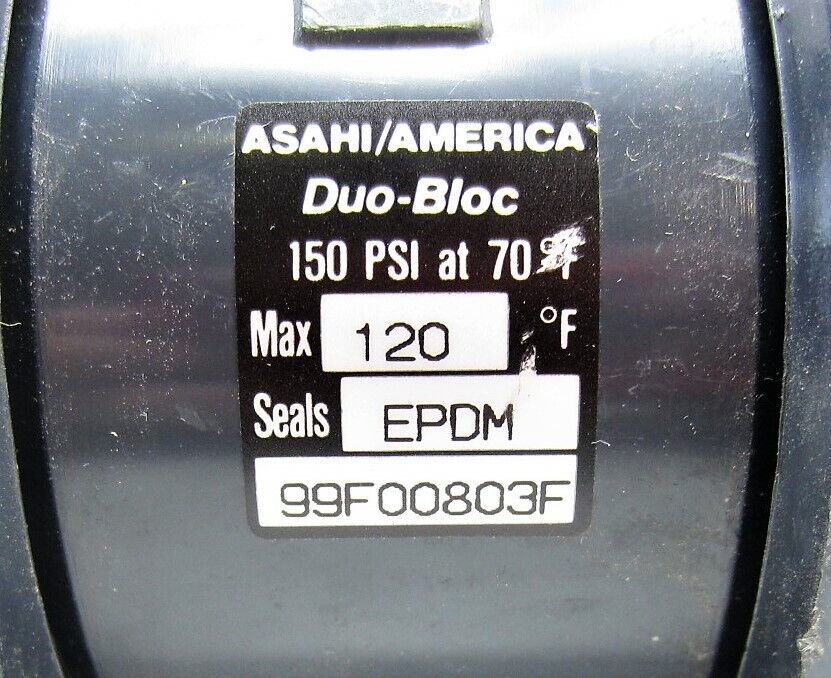 ASAHI/AMERICA
Duo-Bloc
150 PSI at 70°F
Max 120 °F
Seals EPDM
99F00803F